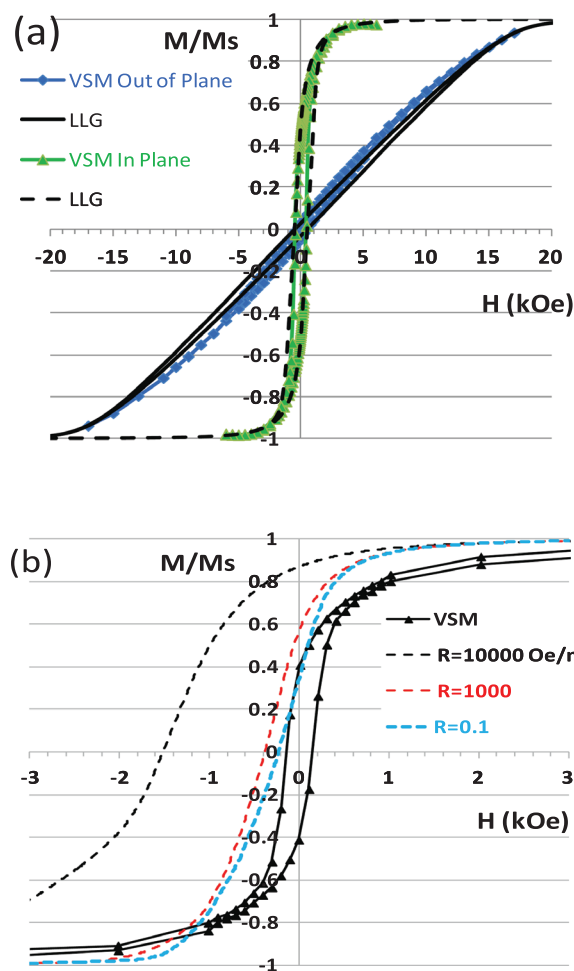 (a)
M/Ms
1
0.8
0.6
0.4
0.2
0
-0.2
-0.4
-0.6
-0.8
-1
VSM Out of Plane
LLG
VSM In Plane
LLG
-20 -15 -10 -5 0 5 10 15 20
H (kOe)
(b)
M/Ms
1
0.8
0.6
0.4
0.2
0
-0.2
-0.4
-0.6
-0.8
-1
VSM
R=10000 Oe/r
R=1000
R=0.1
-3 -2 -1 0 1 2 3
H (kOe)